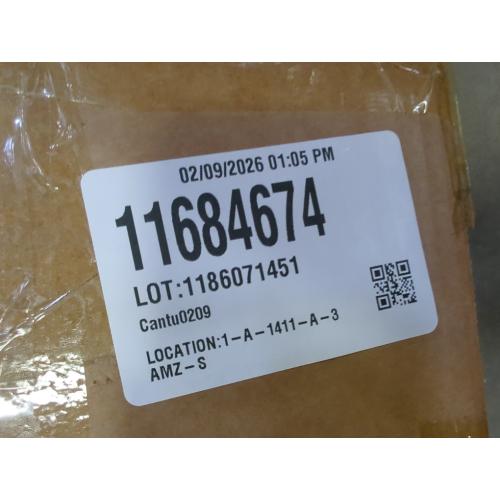 02/09/2026 01:05 PM
11684674
LOT:1186071451
Cantu0209
LOCATION:1-A-1411-A-3
AMZ-S